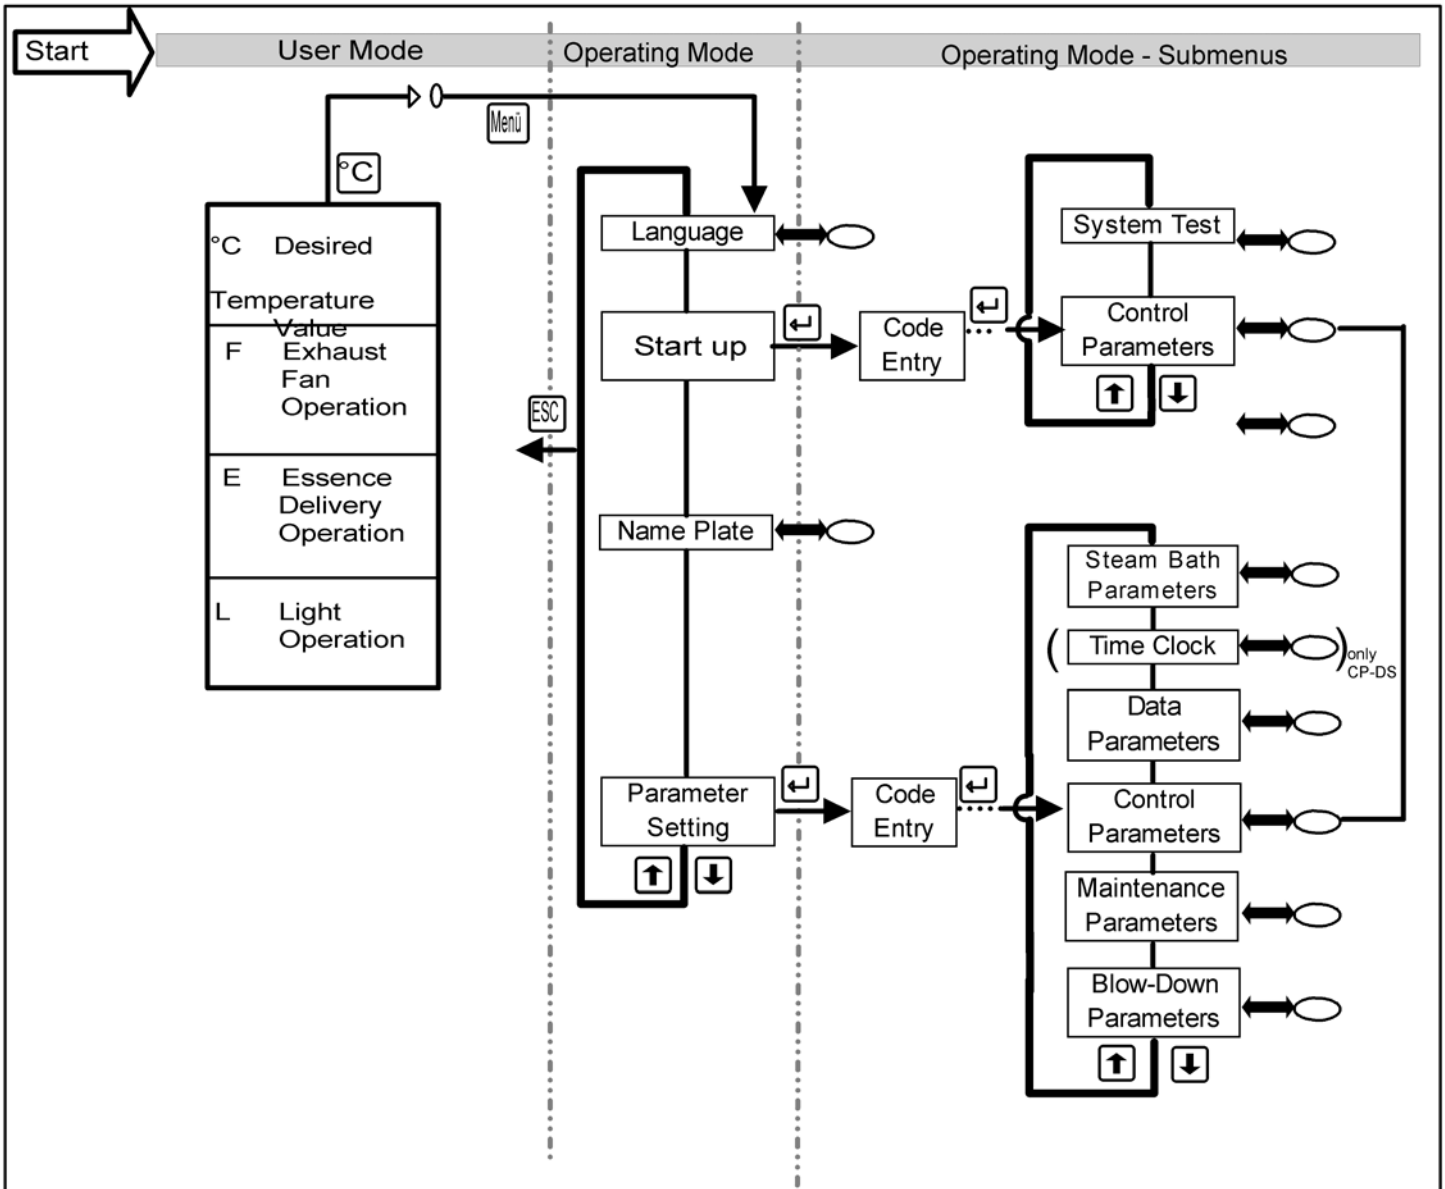 Start
User Mode
Operating Mode
Operating Mode - Submenus
Menü
°C
°C Desired
Temperature
Value
F Exhaust
Fan
Operation
E Essence
Delivery
Operation
L Light
Operation
ESC
Language
Start up
Name Plate
Parameter
Setting
Code
Entry
System Test
Control
Parameters
Code
Entry
Steam Bath
Parameters
( Time Clock ) only
CP-DS
Data
Parameters
Control
Parameters
Maintenance
Parameters
Blow-Down
Parameters